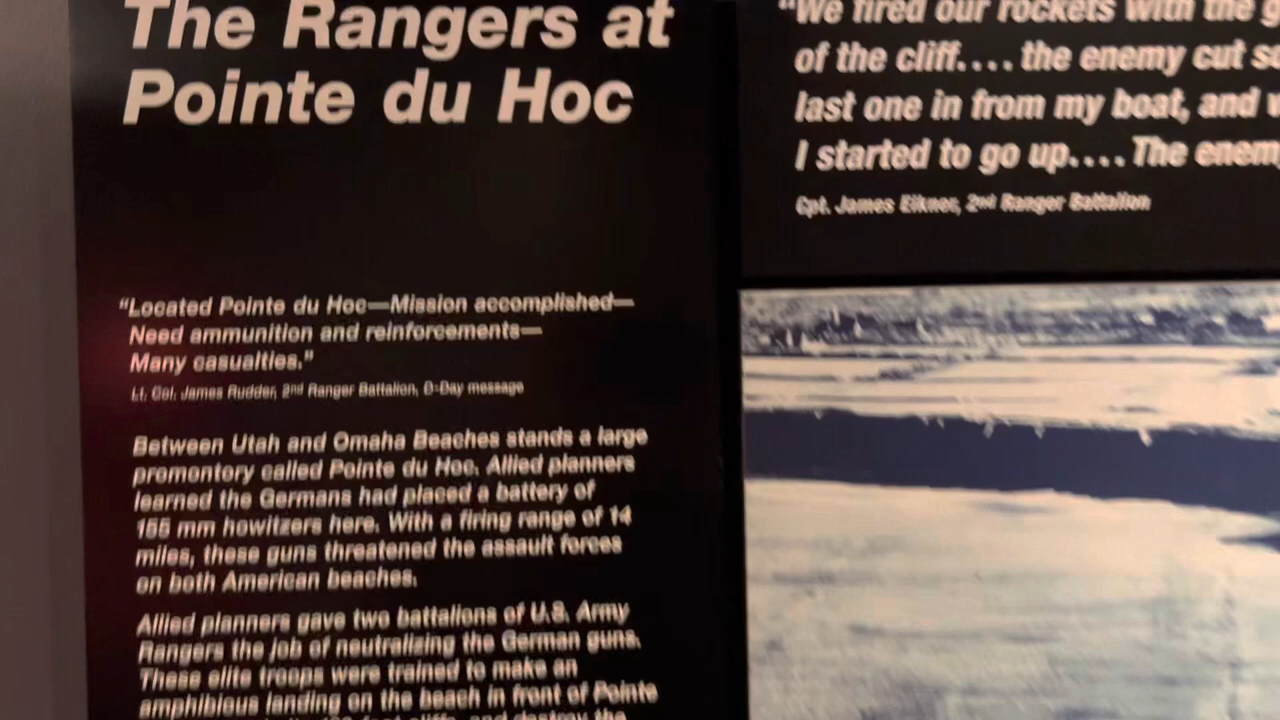 The Rangers at
Pointe du Hoc
"Located Pointe du Hoc—Mission accomplished—
Need ammunition and reinforcements—
Many casualties."
Lt. Col. James Rudder, 2nd Ranger Battalion, D-Day message
Between Utah and Omaha Beaches stands a large
promontory called Pointe du Hoc. Allied planners
learned the Germans had placed a battery of
155 mm howitzers here. With a firing range of 14
miles, these guns threatened the assault forces
on both American beaches.
Allied planners gave two battalions of U.S. Army
Rangers the job of neutralizing the German guns.
These elite troops were trained to make an
amphibious landing on the beach in front of Pointe
cliffs, and destroy the
"We fired our rockets with the
of the cliff.... the enemy cut
last one in from my boat, and
I started to go up.... The enem
Cpt. James Eikner, 2nd Ranger Battalion